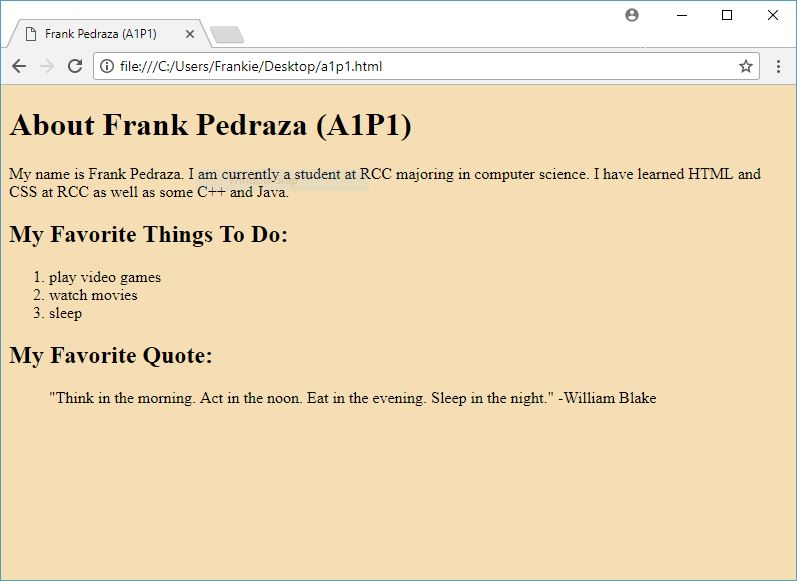 Frank Pedraza (A1P1)
file:///C:/Users/Frankie/Desktop/a1p1.html
About Frank Pedraza (A1P1)
My name is Frank Pedraza. I am currently a student at RCC majoring in computer science. I have learned HTML and
CSS at RCC as well as some C++ and Java.
My Favorite Things To Do:
1. play video games
2. watch movies
3. sleep
My Favorite Quote:
"Think in the morning. Act in the noon. Eat in the evening. Sleep in the night." -William Blake